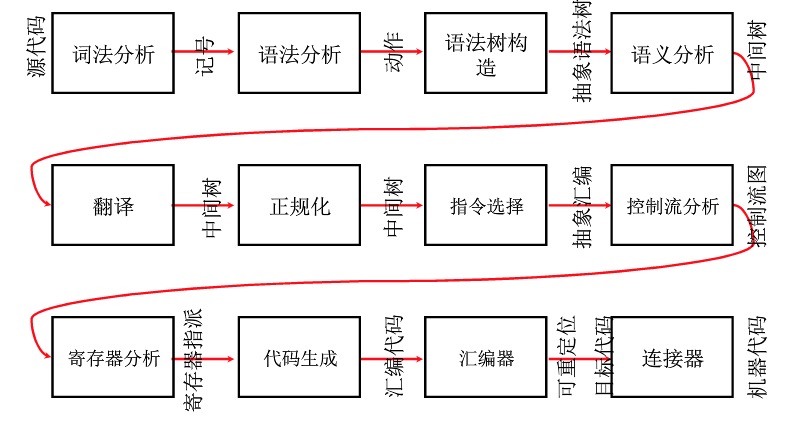 源代码
词法分析
记号
语法分析
动作
语法树构
造
抽象语法树
语义分析
中间树
翻译
中间树
正规化
中间树
指令选择
抽象汇编
控制流分析
控制流图
寄存器分析
寄存器指派
代码生成
汇编代码
汇编器
可重定位
目标代码
连接器
机器代码